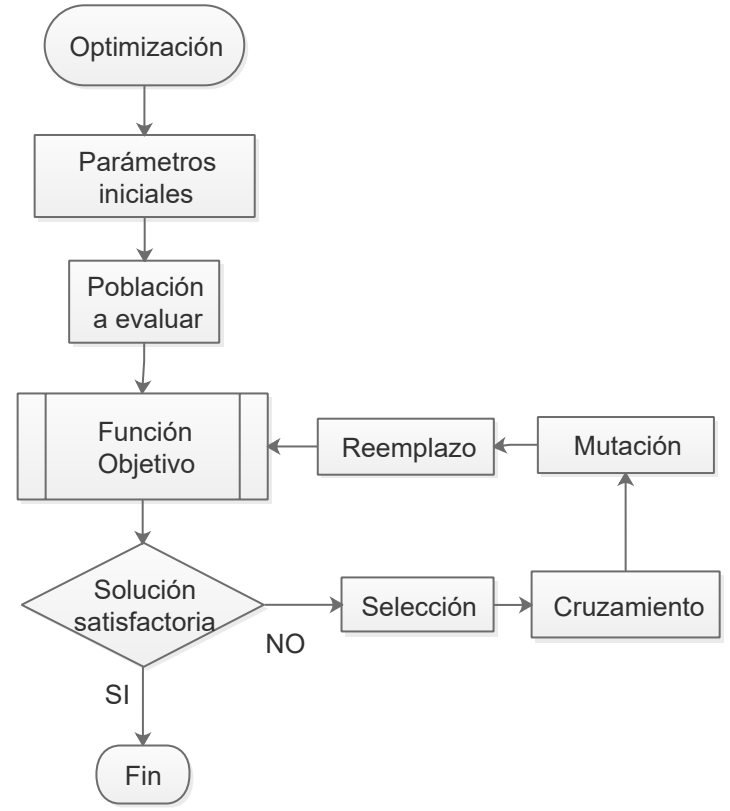 Optimización
Parámetros
iniciales
Población
a evaluar
Función
Objetivo
Reemplazo
Mutación
Solución
satisfactoria
NO
Selección
Cruzamiento
SI
Fin